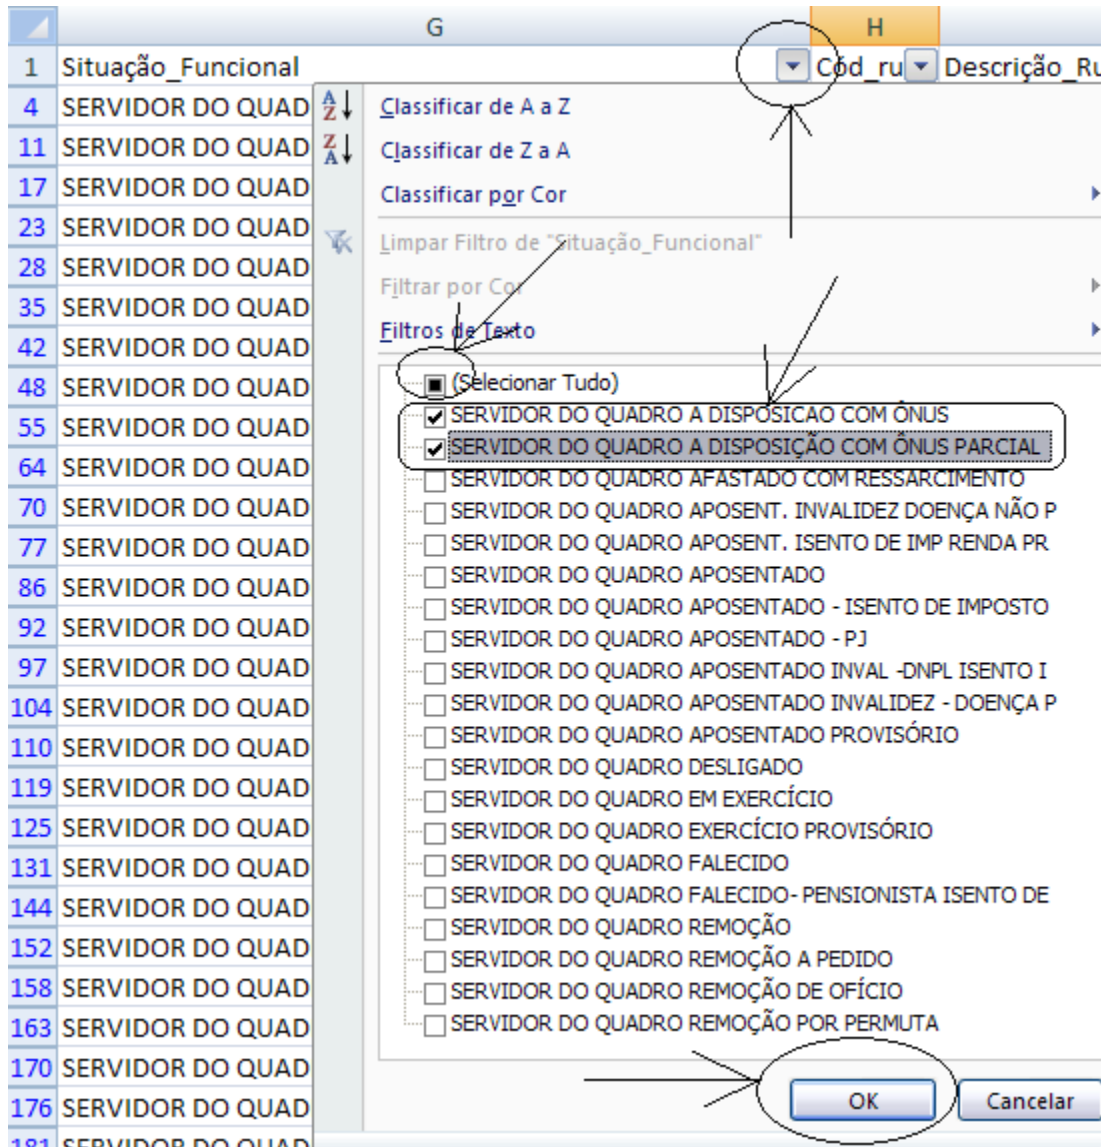 G H
1 Situação_Funcional Cód_ru Descrição_Ru
4 SERVIDOR DO QUAD
11 SERVIDOR DO QUAD
17 SERVIDOR DO QUAD
23 SERVIDOR DO QUAD
28 SERVIDOR DO QUAD
35 SERVIDOR DO QUAD
42 SERVIDOR DO QUAD
48 SERVIDOR DO QUAD
55 SERVIDOR DO QUAD
64 SERVIDOR DO QUAD
70 SERVIDOR DO QUAD
77 SERVIDOR DO QUAD
86 SERVIDOR DO QUAD
92 SERVIDOR DO QUAD
97 SERVIDOR DO QUAD
104 SERVIDOR DO QUAD
110 SERVIDOR DO QUAD
119 SERVIDOR DO QUAD
125 SERVIDOR DO QUAD
131 SERVIDOR DO QUAD
144 SERVIDOR DO QUAD
152 SERVIDOR DO QUAD
158 SERVIDOR DO QUAD
163 SERVIDOR DO QUAD
170 SERVIDOR DO QUAD
176 SERVIDOR DO QUAD
181 SERVIDOR DO QUAD
Classificar de A a Z
Classificar de Z a A
Classificar por Cor
Limpar Filtro de "Situação_Funcional"
Filtrar por Cor
Filtros de Texto
(Selecionar Tudo)
SERVIDOR DO QUADRO A DISPOSICAO COM ÔNUS
SERVIDOR DO QUADRO A DISPOSIÇÃO COM ÔNUS PARCIAL
SERVIDOR DO QUADRO AFASTADO COM RESSARCIMENTO
SERVIDOR DO QUADRO APOSENT. INVALIDEZ DOENÇA NÃO P
SERVIDOR DO QUADRO APOSENT. ISENTO DE IMP RENDA PR
SERVIDOR DO QUADRO APOSENTADO
SERVIDOR DO QUADRO APOSENTADO - ISENTO DE IMPOSTO
SERVIDOR DO QUADRO APOSENTADO - PJ
SERVIDOR DO QUADRO APOSENTADO INVAL -DNPL ISENTO I
SERVIDOR DO QUADRO APOSENTADO INVALIDEZ - DOENÇA P
SERVIDOR DO QUADRO APOSENTADO PROVISÓRIO
SERVIDOR DO QUADRO DESLIGADO
SERVIDOR DO QUADRO EM EXERCÍCIO
SERVIDOR DO QUADRO EXERCÍCIO PROVISÓRIO
SERVIDOR DO QUADRO FALECIDO
SERVIDOR DO QUADRO FALECIDO- PENSIONISTA ISENTO DE
SERVIDOR DO QUADRO REMOÇÃO
SERVIDOR DO QUADRO REMOÇÃO A PEDIDO
SERVIDOR DO QUADRO REMOÇÃO DE OFÍCIO
SERVIDOR DO QUADRO REMOÇÃO POR PERMUTA
OK Cancelar